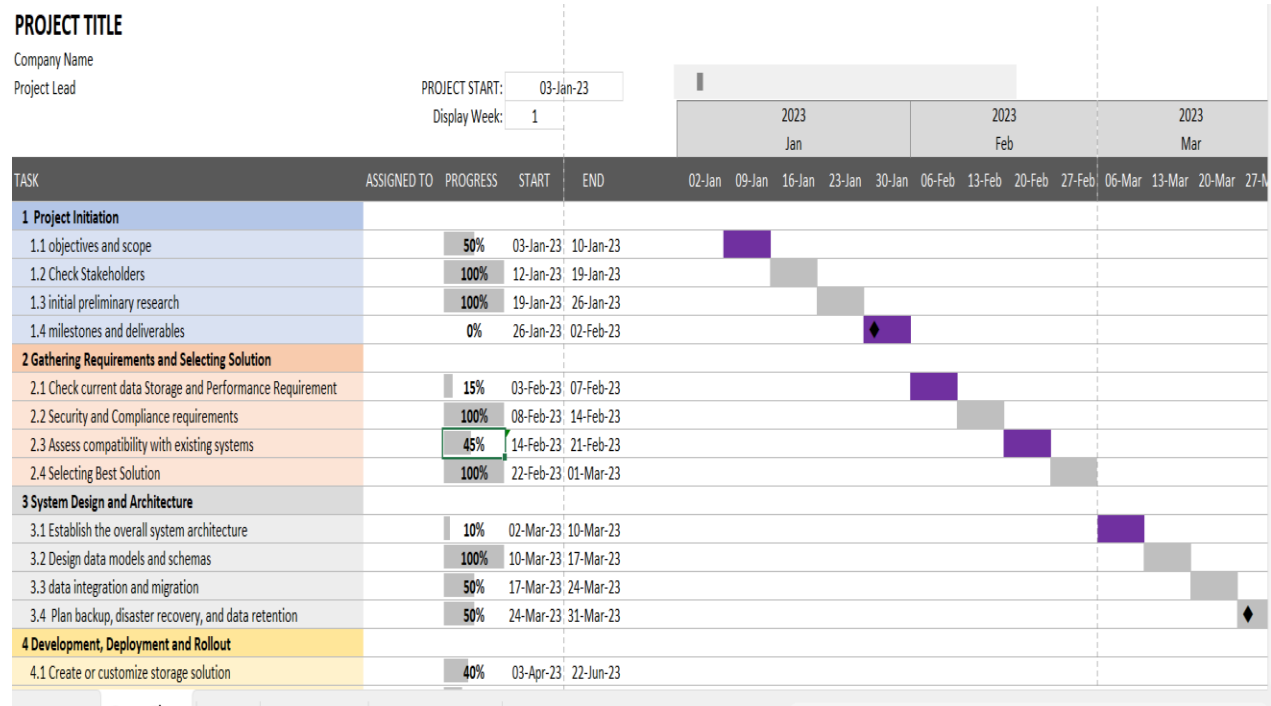 PROJECT TITLE
Company Name
Project Lead PROJECT START: 03-Jan-23
Display Week: 1
2023 2023 2023
Jan Feb Mar
TASK ASSIGNED TO PROGRESS START END 02-Jan 09-Jan 16-Jan 23-Jan 30-Jan 06-Feb 13-Feb 20-Feb 27-Feb 06-Mar 13-Mar 20-Mar
1 Project Initiation
1.1 objectives and scope 50% 03-Jan-23 10-Jan-23
1.2 Check Stakeholders 100% 12-Jan-23 19-Jan-23
1.3 initial preliminary research 100% 19-Jan-23 26-Jan-23
1.4 milestones and deliverables 0% 26-Jan-23 02-Feb-23
2 Gathering Requirements and Selecting Solution
2.1 Check current data Storage and Performance Requirement 15% 03-Feb-23 07-Feb-23
2.2 Security and Compliance requirements 100% 08-Feb-23 14-Feb-23
2.3 Assess compatibility with existing systems 45% 14-Feb-23 21-Feb-23
2.4 Selecting Best Solution 100% 22-Feb-23 01-Mar-23
3 System Design and Architecture
3.1 Establish the overall system architecture 10% 02-Mar-23 10-Mar-23
3.2 Design data models and schemas 100% 10-Mar-23 17-Mar-23
3.3 data integration and migration 50% 17-Mar-23 24-Mar-23
3.4 Plan backup, disaster recovery, and data retention 50% 24-Mar-23 31-Mar-23
4 Development, Deployment and Rollout
4.1 Create or customize storage solution 40% 03-Apr-23 22-Jun-23